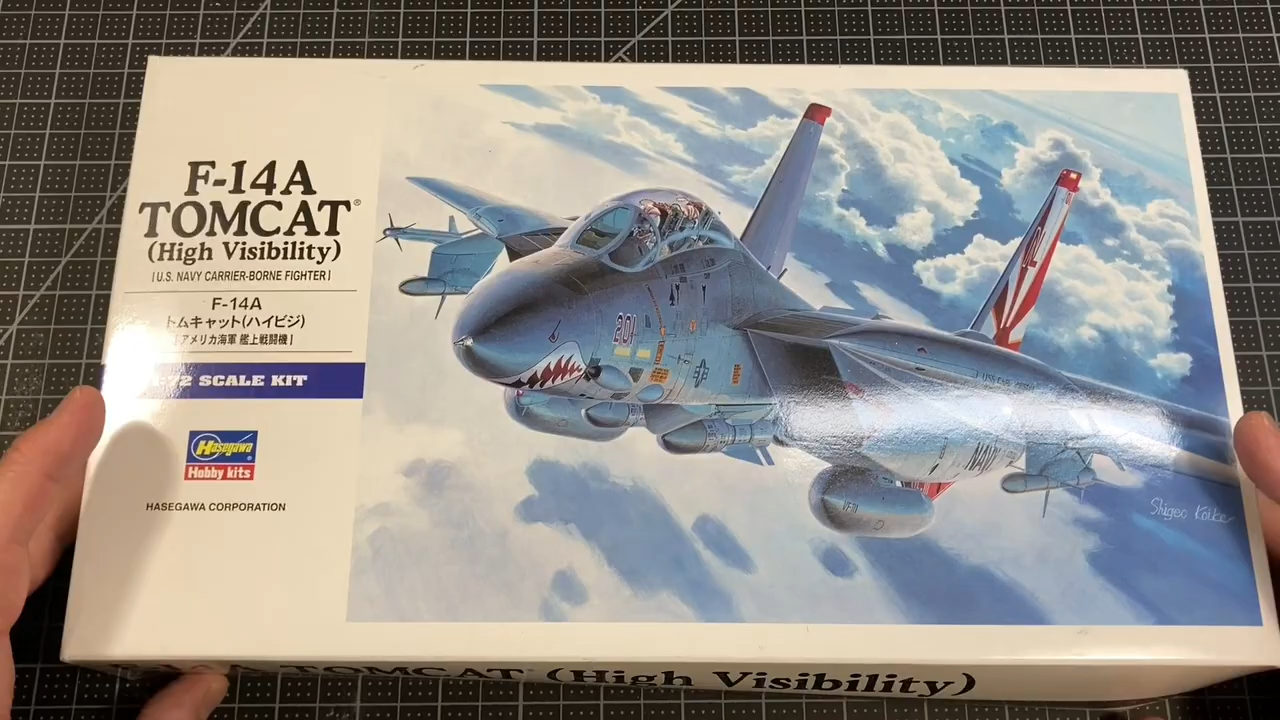 F-14A
TOMCAT®
(High Visibility)
[U.S. NAVY CARRIER-BORNE FIGHTER]
F-14A
トムキャット(ハイビジ)
アメリカ海軍 艦上戦闘機]
SCALE KIT
Hasegawa
Hobby kits
HASEGAWA CORPORATION
201
NAVY
Shigeo Koike
TOMCAT (High Visibility)